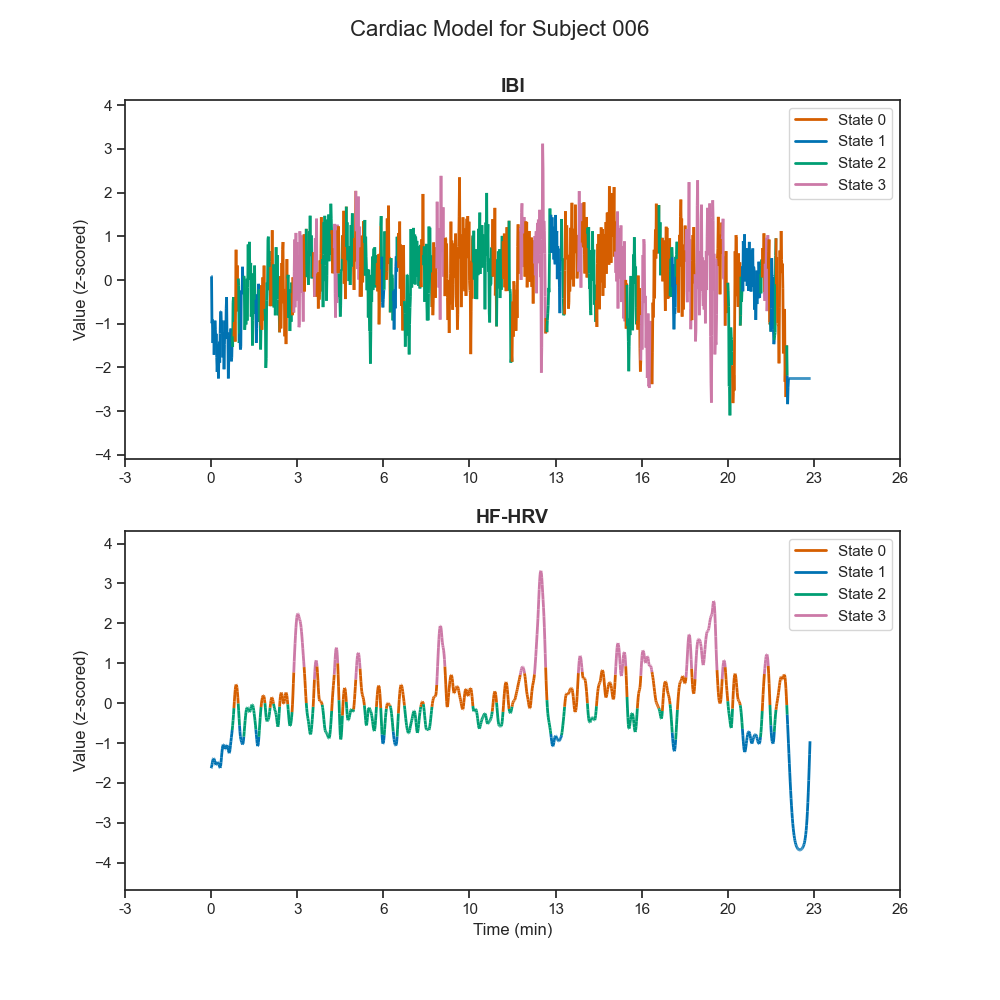 Cardiac Model for Subject 006
IBI
Value (z-scored)
4
3
2
1
0
−1
−2
−3
−4
-3
0
3
6
10
13
16
20
23
26
State 0
State 1
State 2
State 3
HF-HRV
Value (z-scored)
4
3
2
1
0
−1
−2
−3
−4
-3
0
3
6
10
13
16
20
23
26
Time (min)
State 0
State 1
State 2
State 3